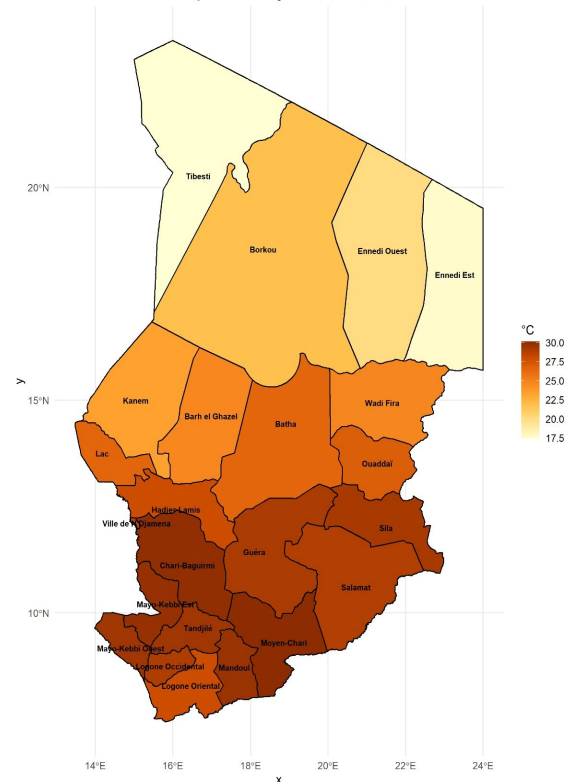 Tibesti
20°N
Borkou
Ennedi Ouest
Ennedi Est
°C
30.0
27.5
25.0
22.5
20.0
17.5
y
15°N
Kanem
Barh el Ghazel
Batha
Wadi Fira
Lac
Ouaddaï
Hadjer-Lamis
Ville de N'Djamena
Sila
Guéra
Chari-Baguirmi
Salamat
10°N
Mayo-Kebbi Est
Tandjilé
Moyen-Chari
Mayo-Kebbi Ouest
Logone Occidental
Mandoul
Logone Oriental
14°E 16°E 18°E 20°E 22°E 24°E
x